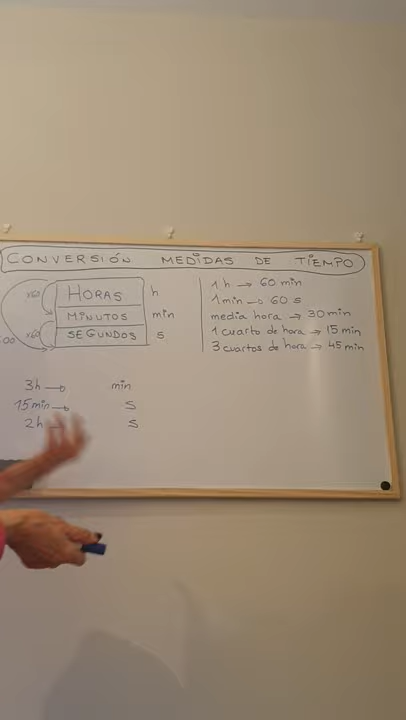 CONVERSIÓN MEDIDAS DE TIEMPO
x60 HORAS h
MINUTOS min
x60 SEGUNDOS s
1 h → 60 min
1 min → 60 s
media hora → 30 min
1 cuarto de hora → 15 min
3 cuartos de hora → 45 min
3h → min
15 min → s
2h → s